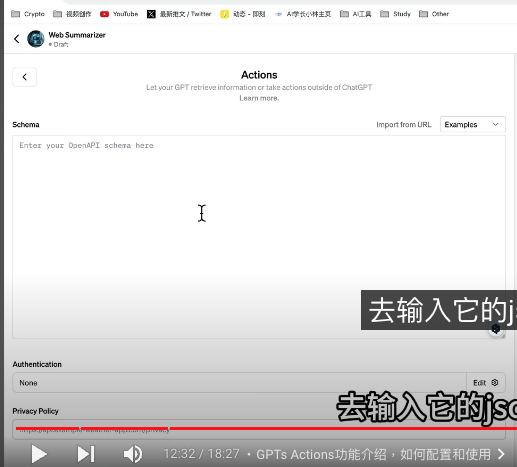 Crypto 视频创作 YouTube 最新推文 / Twitter 动态 - 即刻 AI学长小林主页 AI工具 Study Other
Web Summarizer
Draft
Actions
Let your GPT retrieve information or take actions outside of ChatGPT
Learn more.
Schema Import from URL Examples
Enter your OpenAPI schema here
去输入它的js
Authentication
None Edit
去输入它的jso
Privacy Policy
12:32 / 18:27 • GPTs Actions功能介绍，如何配置和使用